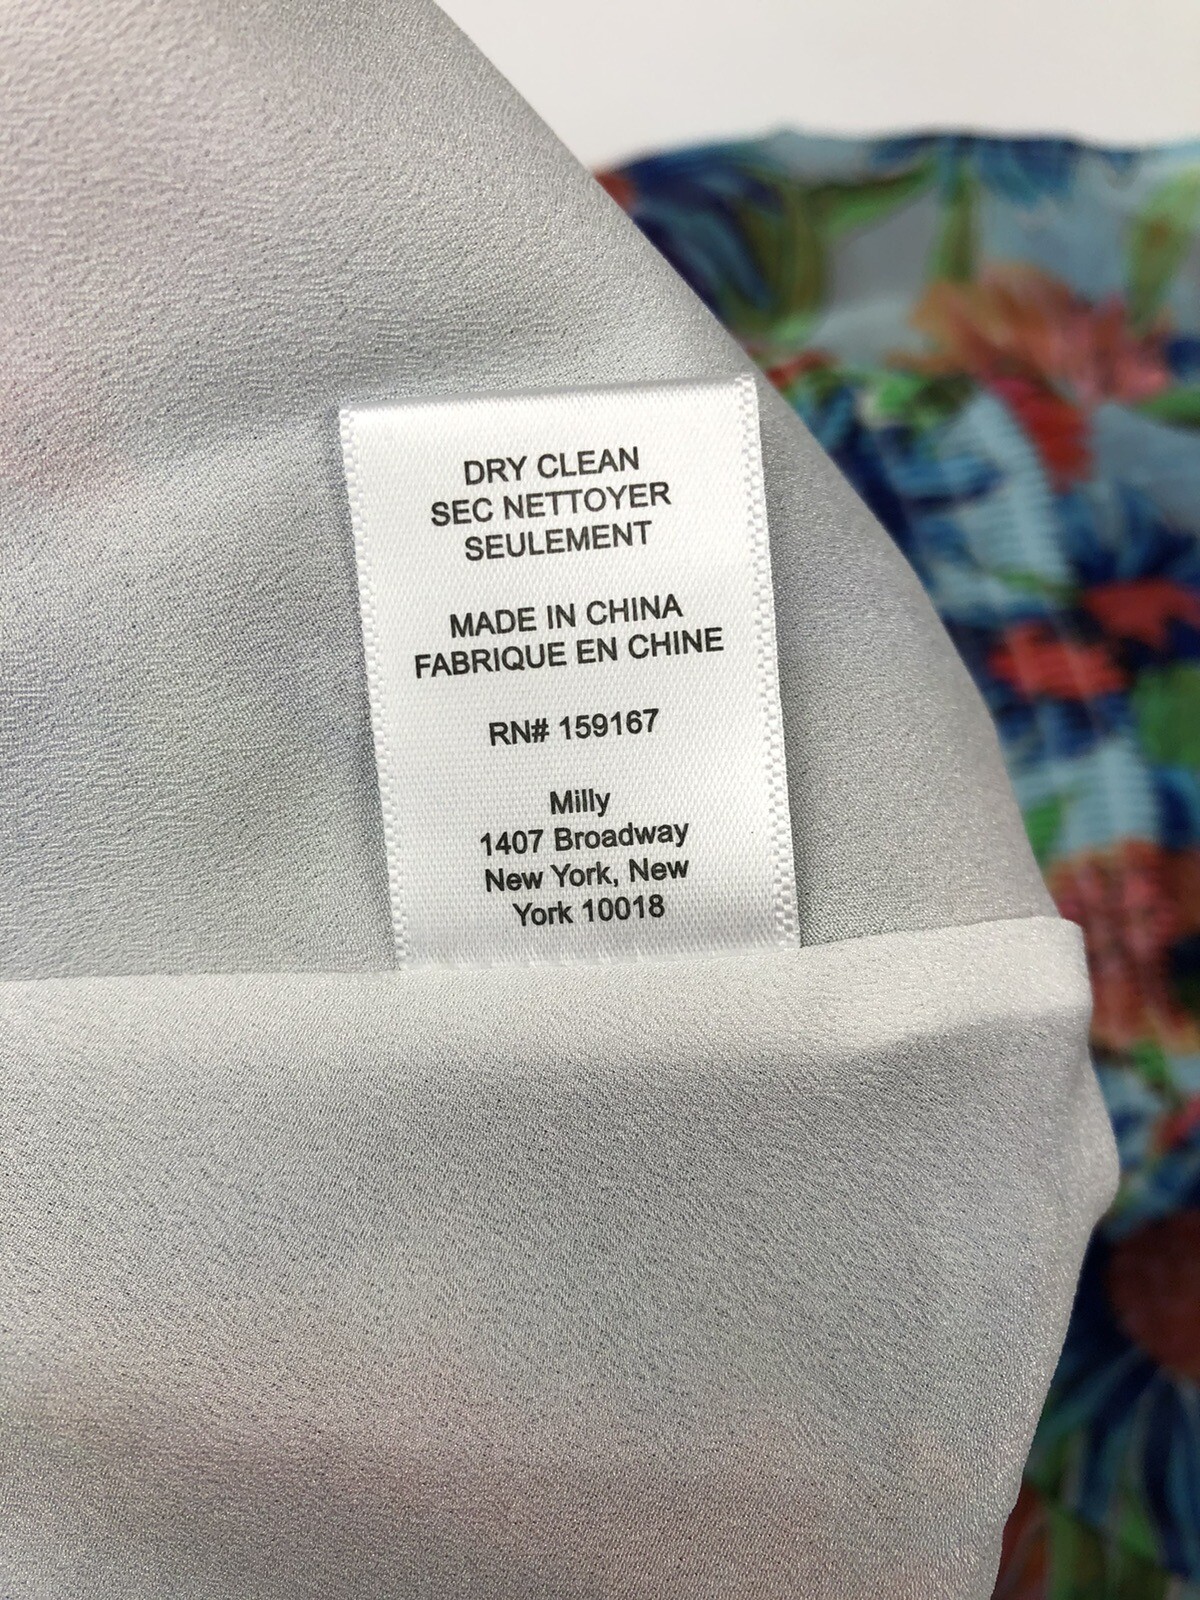 DRY CLEAN
SEC NETTOYER
SEULEMENT
MADE IN CHINA
FABRIQUE EN CHINE
RN# 159167
Milly
1407 Broadway
New York, New
York 10018